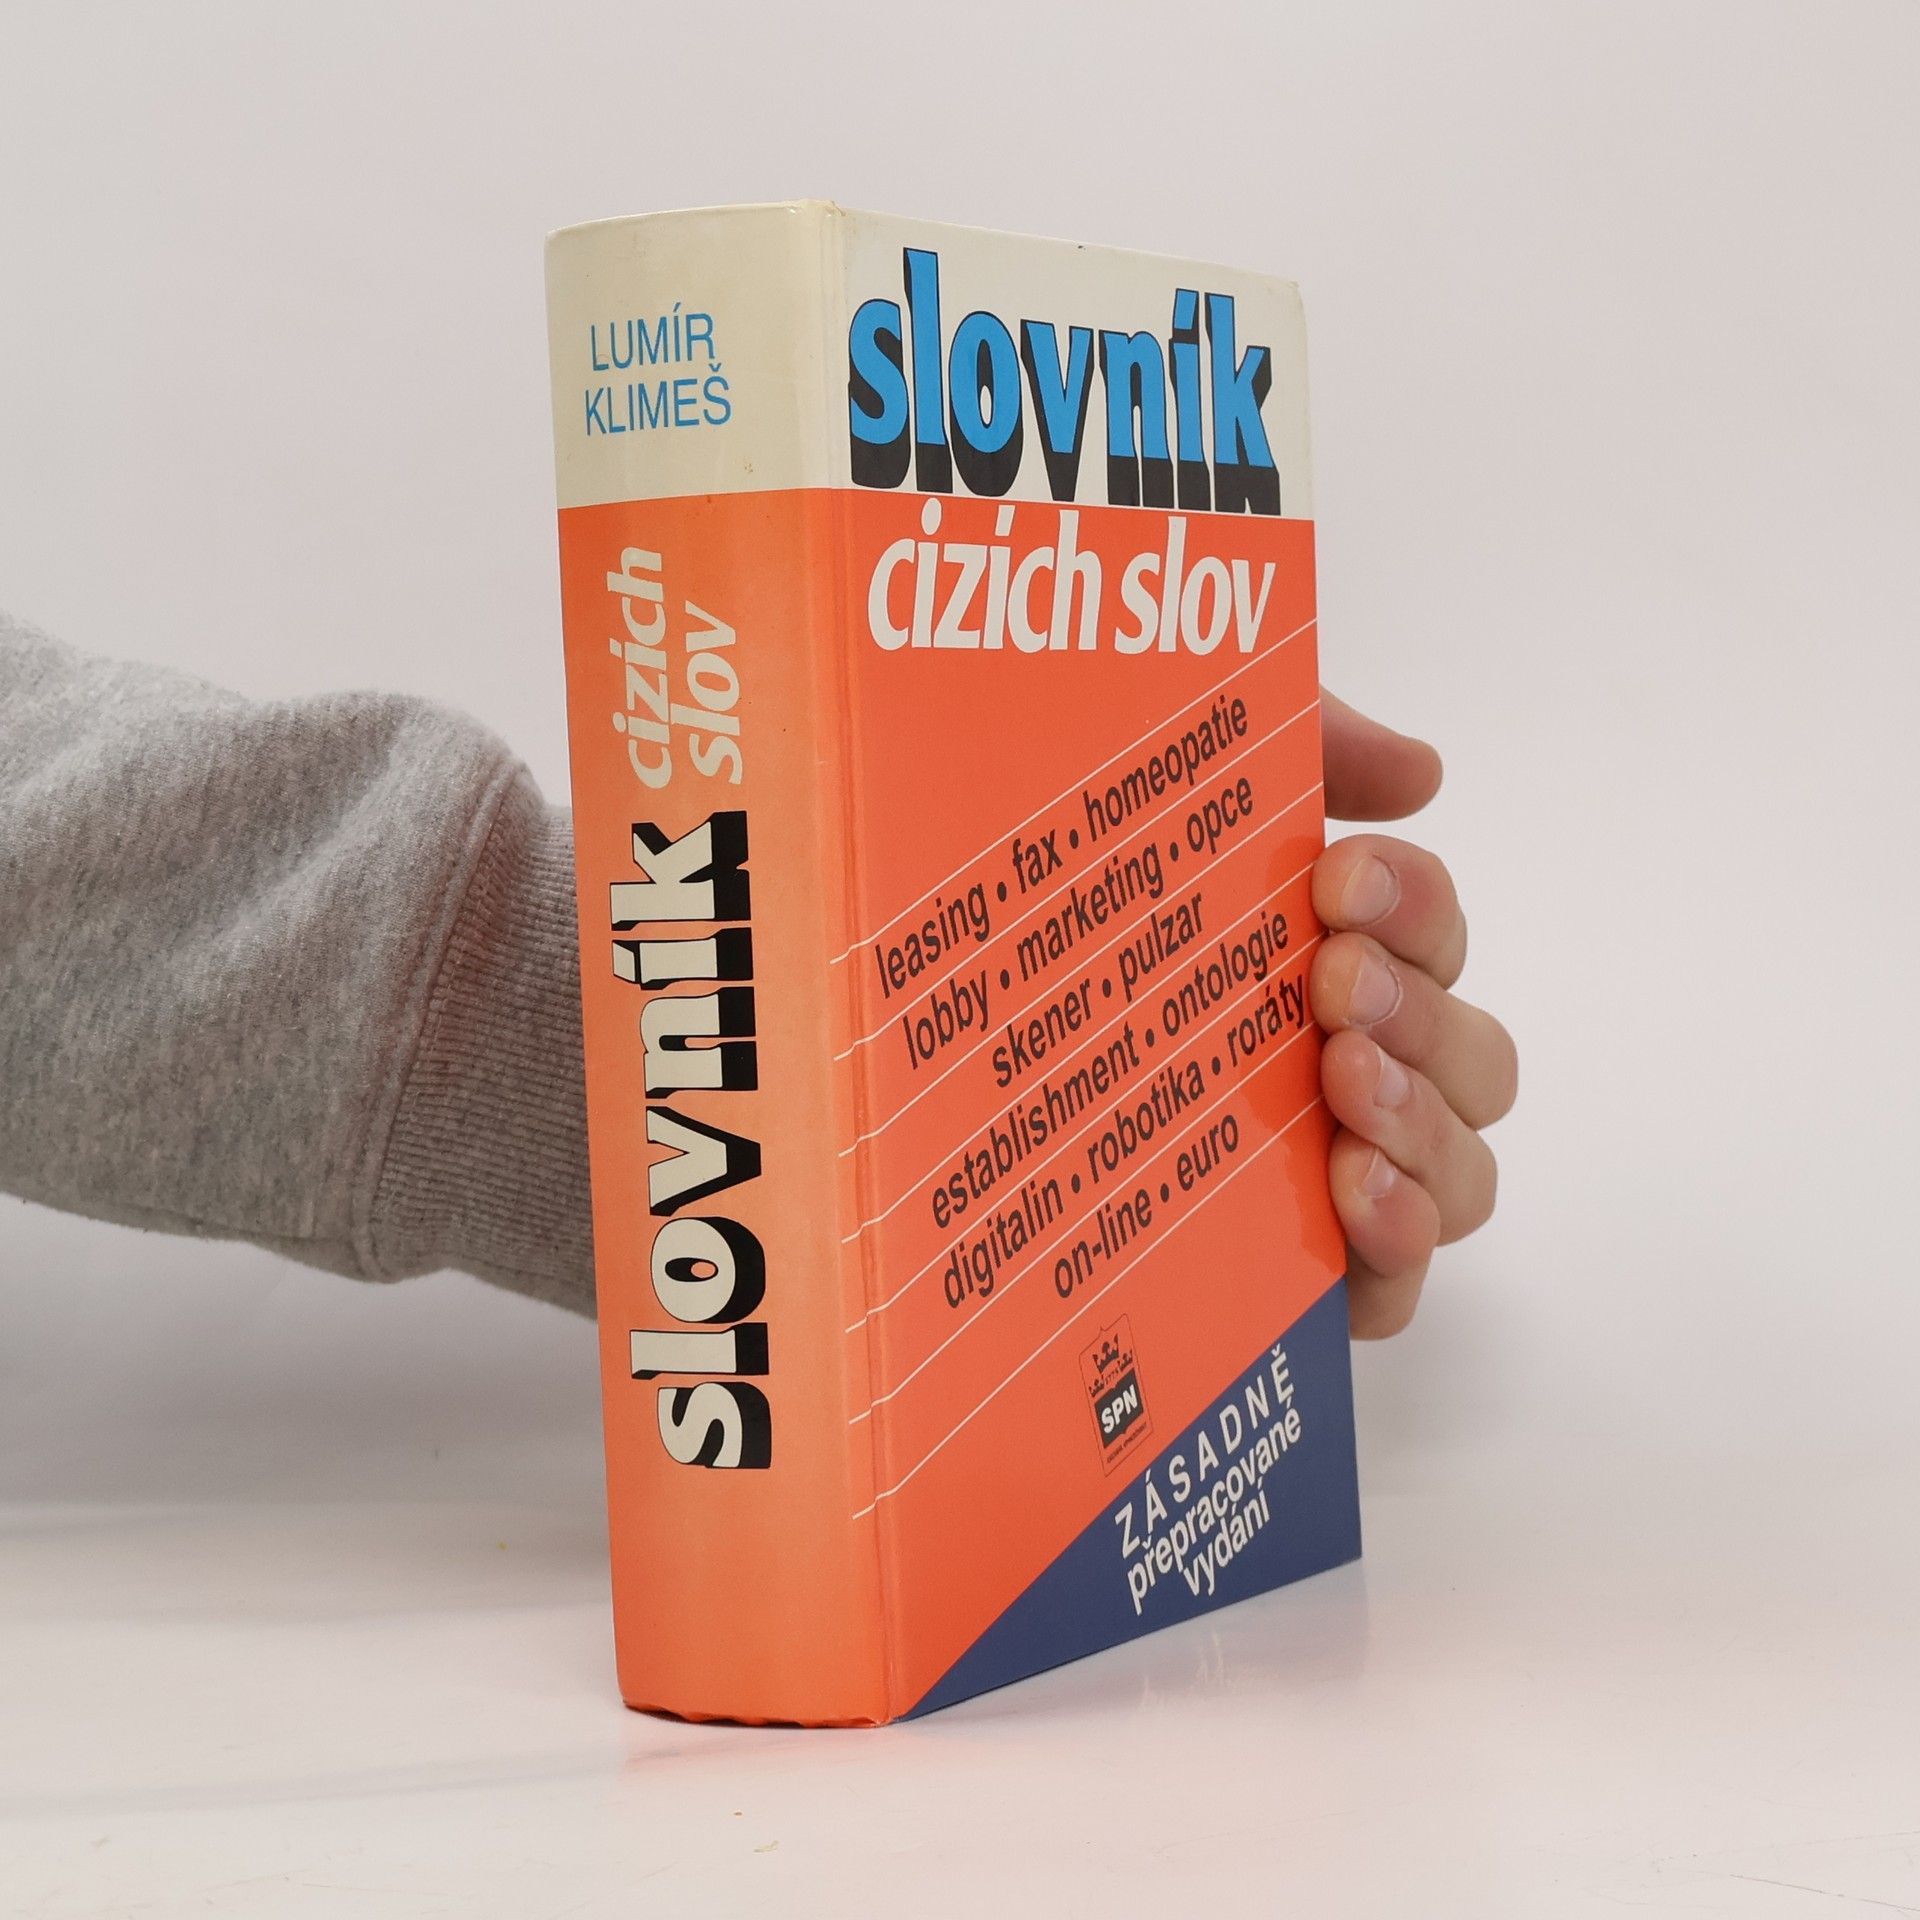 LUMÍR
KLIMEŠ
slovník
cizích
slov
slovník
cizích slov
leasing • fax • homeopatie
lobby • marketing • opce
skener • pulzar
establishment • ontologie
digitalin • robotika • roráty
on-line • euro
1775
SPN
ZÁSADNĚ
přepracované
vydání